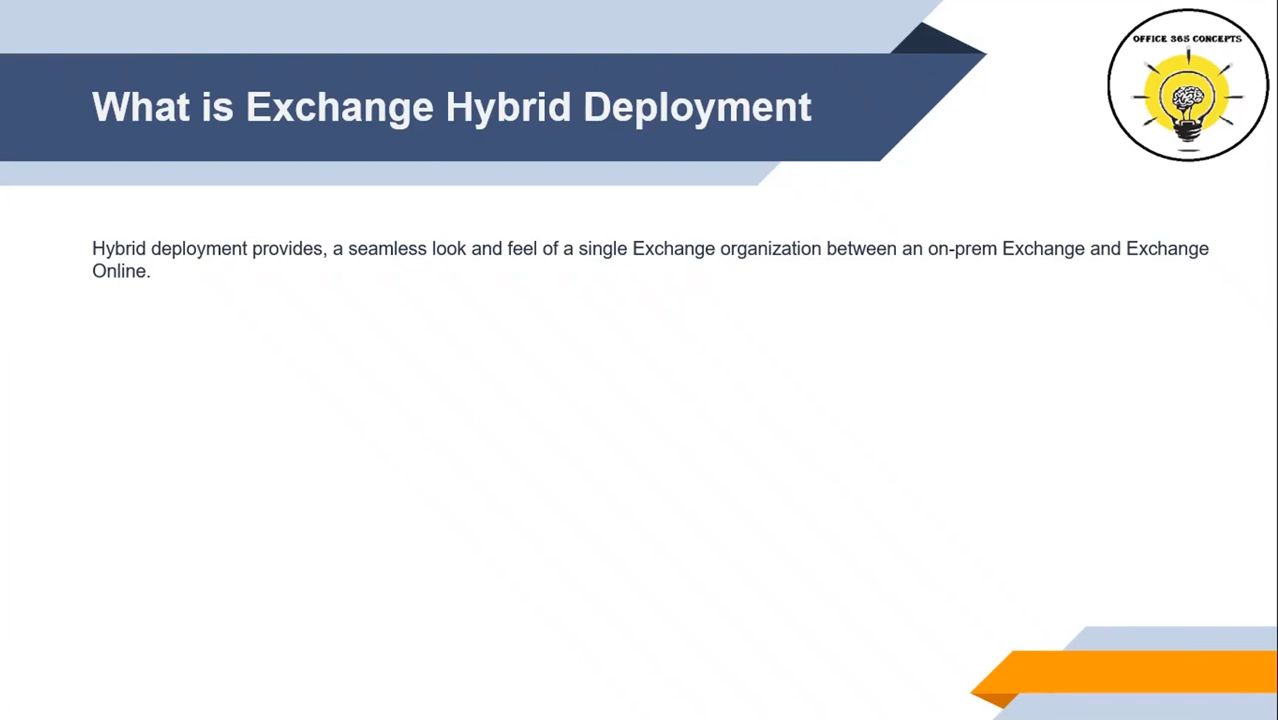 OFFICE 365 CONCEPTS
What is Exchange Hybrid Deployment
Hybrid deployment provides, a seamless look and feel of a single Exchange organization between an on-prem Exchange and Exchange
Online.